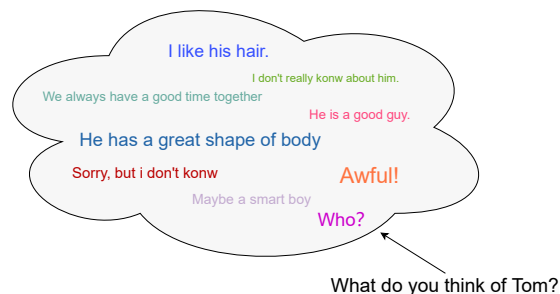 I like his hair.
I don't really konw about him.
We always have a good time together
He is a good guy.
He has a great shape of body
Sorry, but i don't konw
Awful!
Maybe a smart boy
Who?
What do you think of Tom?